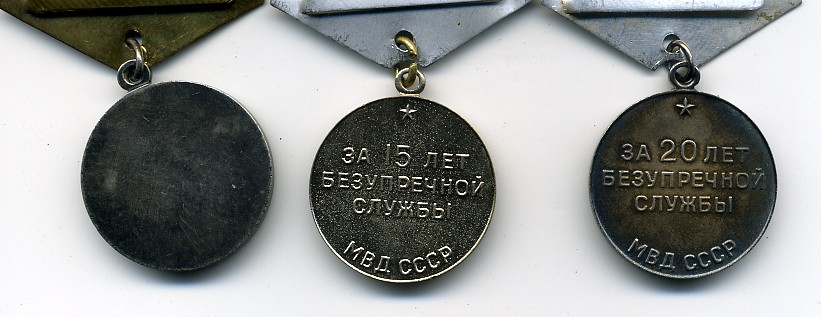 ЗА 15 ЛЕТ
БЕЗУПРЕЧНОЙ
СЛУЖБЫ
МВД СССР
ЗА 20 ЛЕТ
БЕЗУПРЕЧНОЙ
СЛУЖБЫ
МВД СССР